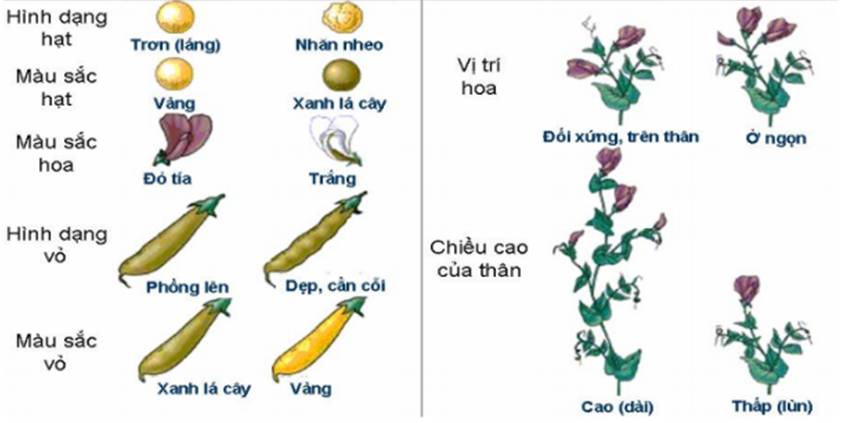 Hình dạng
hạt
Trơn (láng)
Nhăn nheo
Màu sắc
hạt
Vàng
Xanh lá cây
Màu sắc
hoa
Đỏ tía
Trắng
Hình dạng
vỏ
Phồng lên
Dẹp, cằn cỗi
Màu sắc
vỏ
Xanh lá cây
Vàng
Vị trí
hoa
Đối xứng, trên thân
Ở ngọn
Chiều cao
của thân
Cao (dài)
Thấp (lùn)